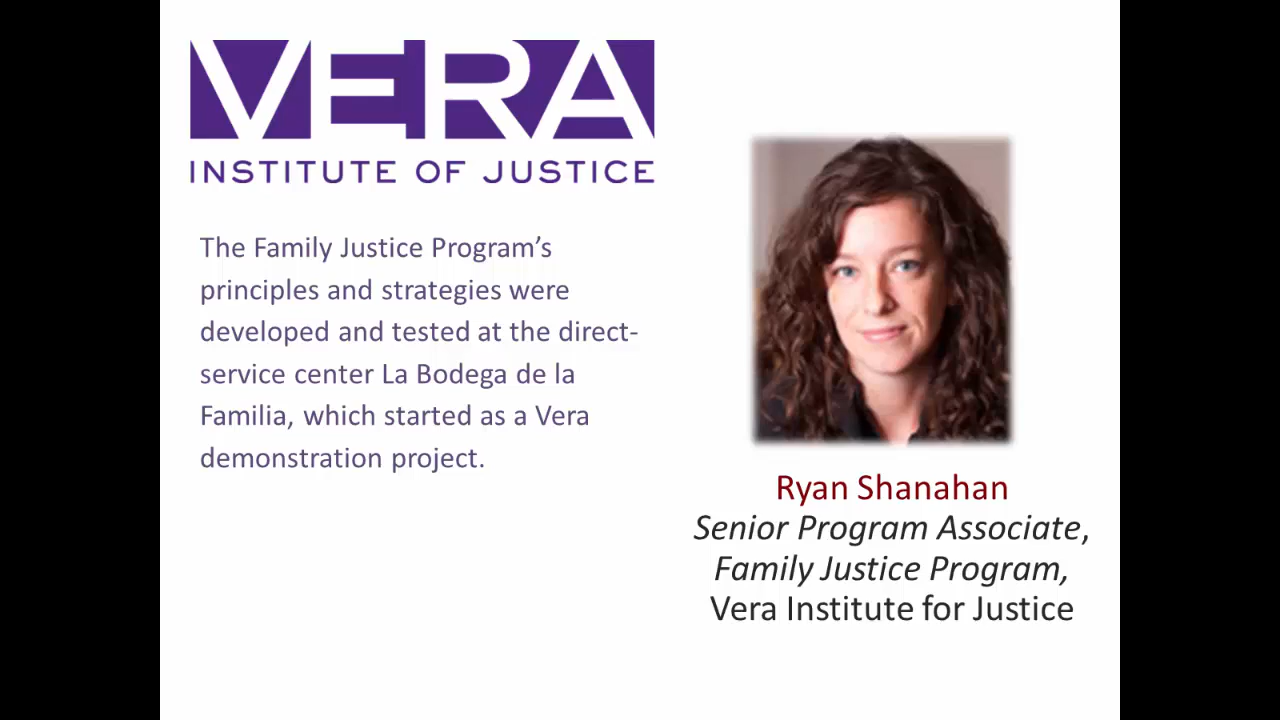 VERA
INSTITUTE OF JUSTICE
The Family Justice Program’s
principles and strategies were
developed and tested at the direct-
service center La Bodega de la
Familia, which started as a Vera
demonstration project.
Ryan Shanahan
Senior Program Associate,
Family Justice Program,
Vera Institute for Justice